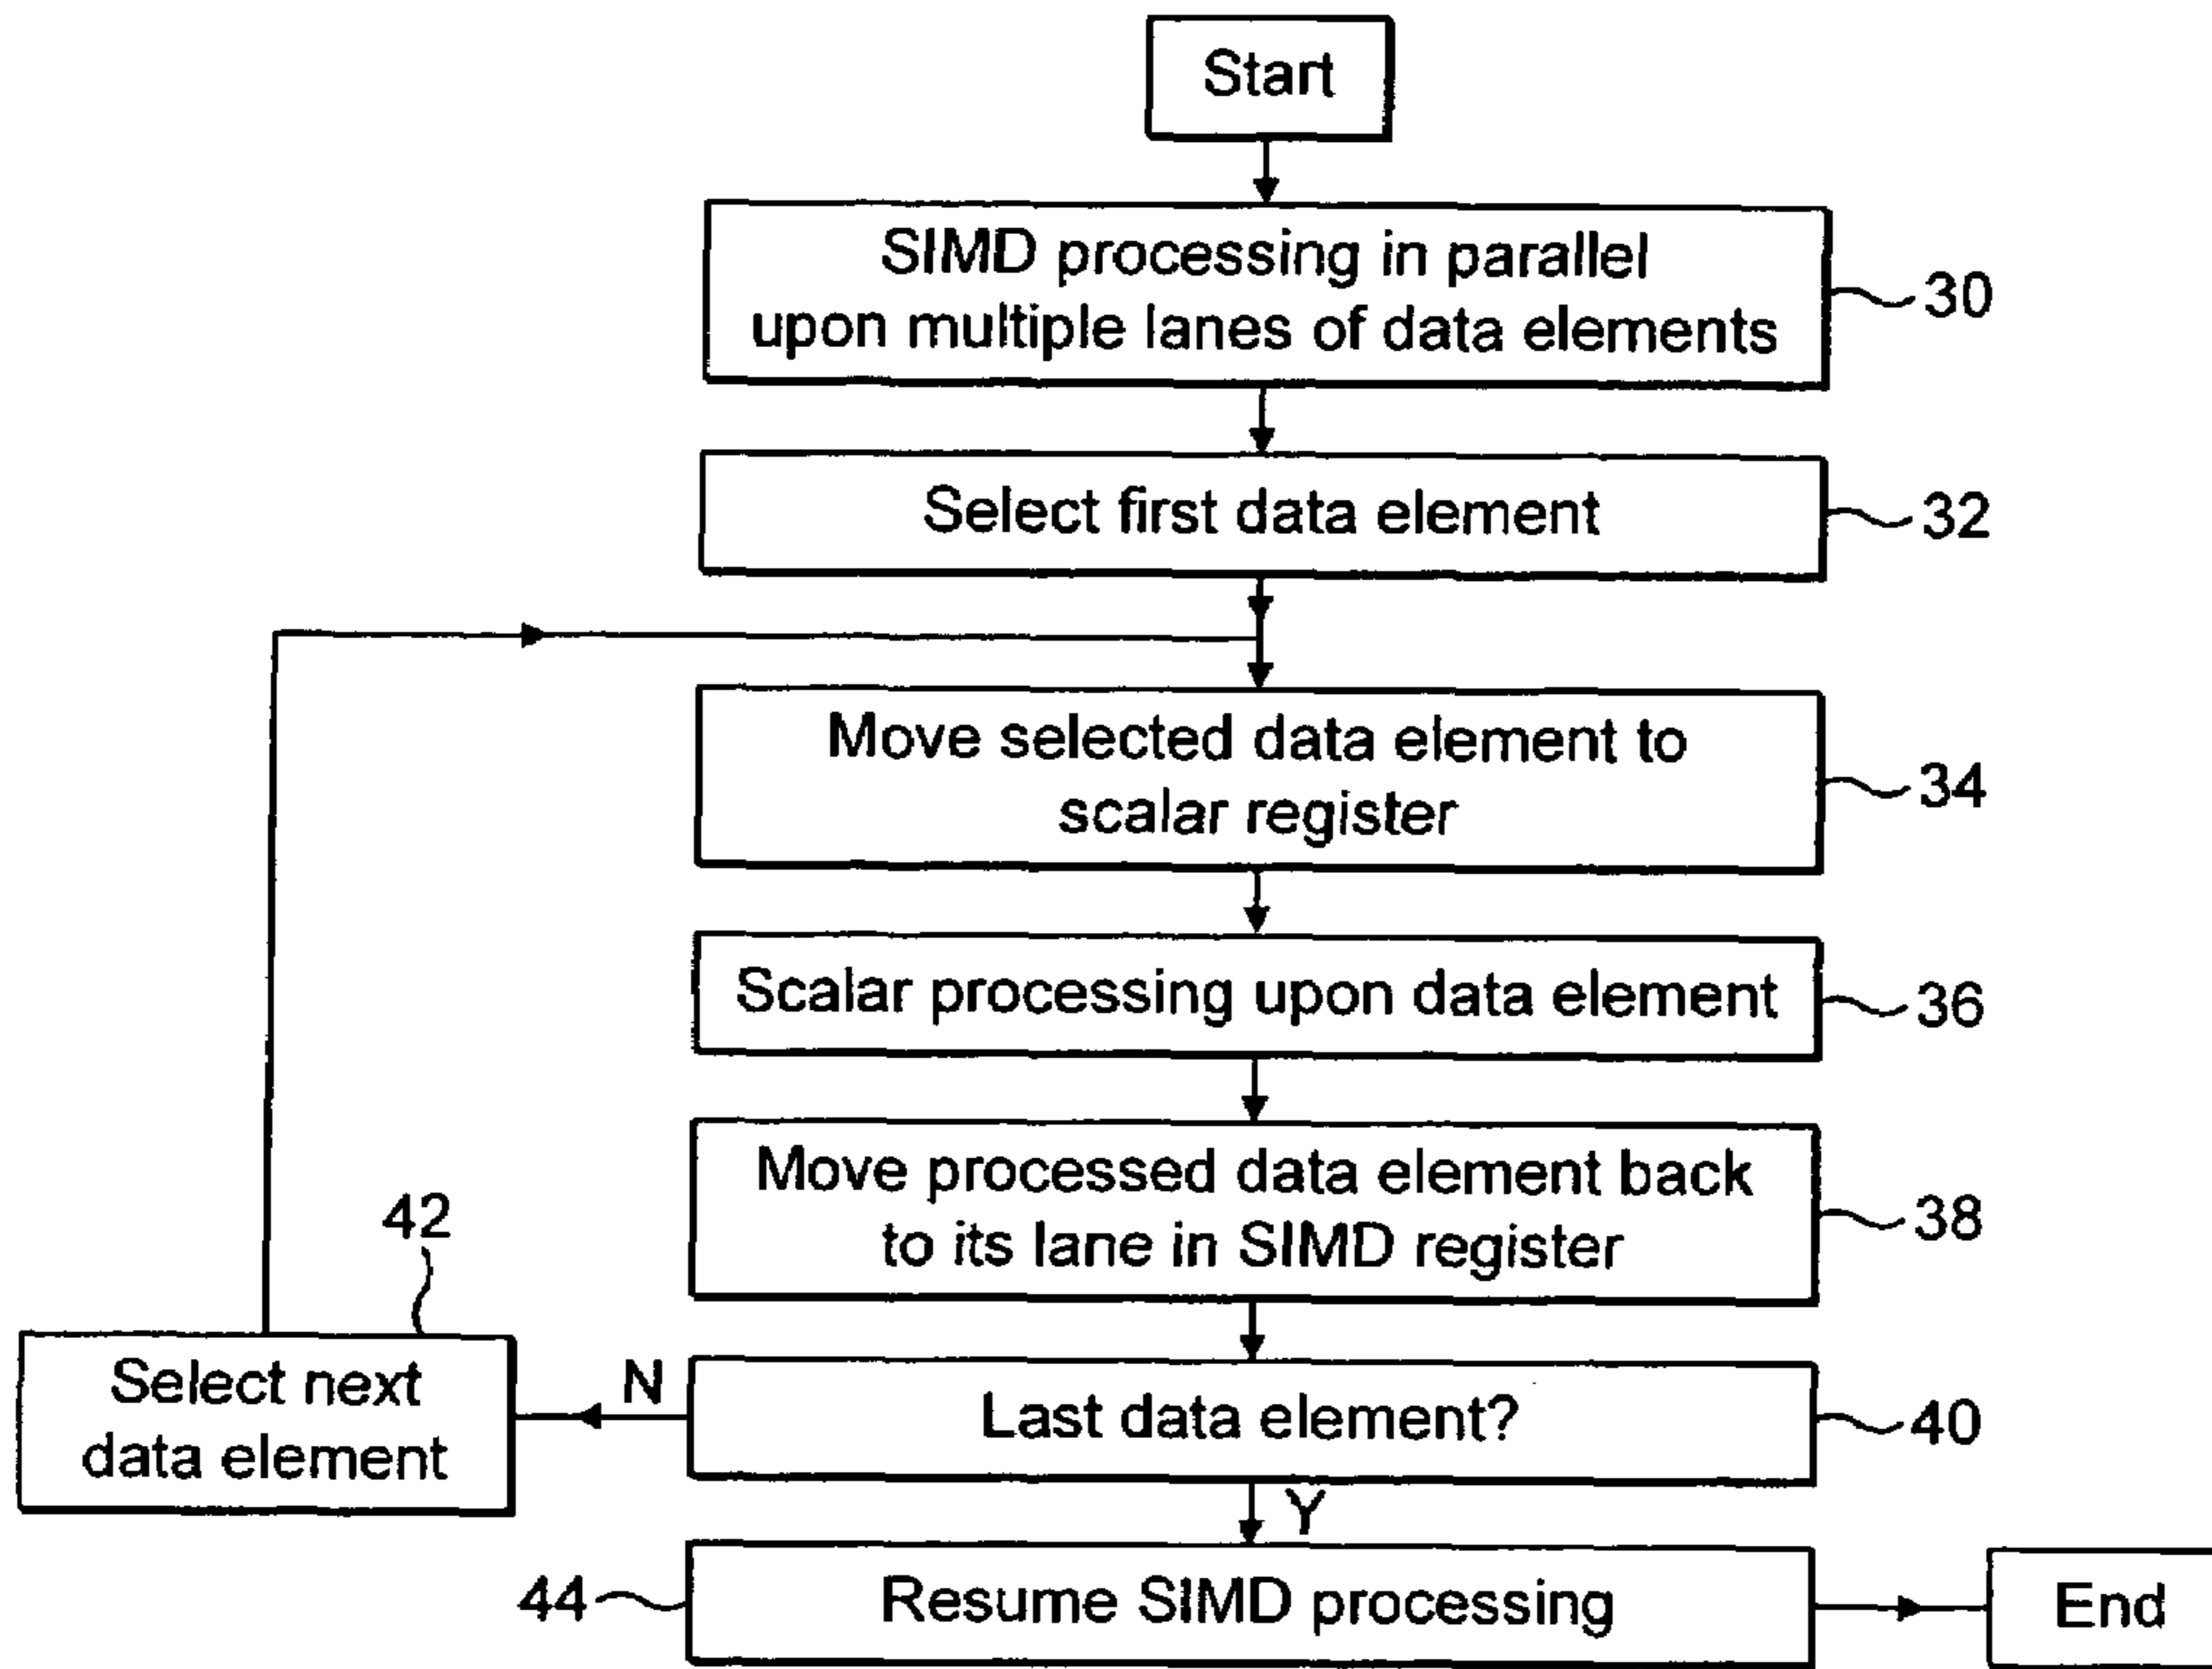 Start
SIMD processing in parallel
upon multiple lanes of data elements
30
Select first data element
32
Move selected data element to
scalar register
34
Scalar processing upon data element
36
Move processed data element back
to its lane in SIMD register
38
42
Select next
data element
N
Last data element?
40
Y
44
Resume SIMD processing
End